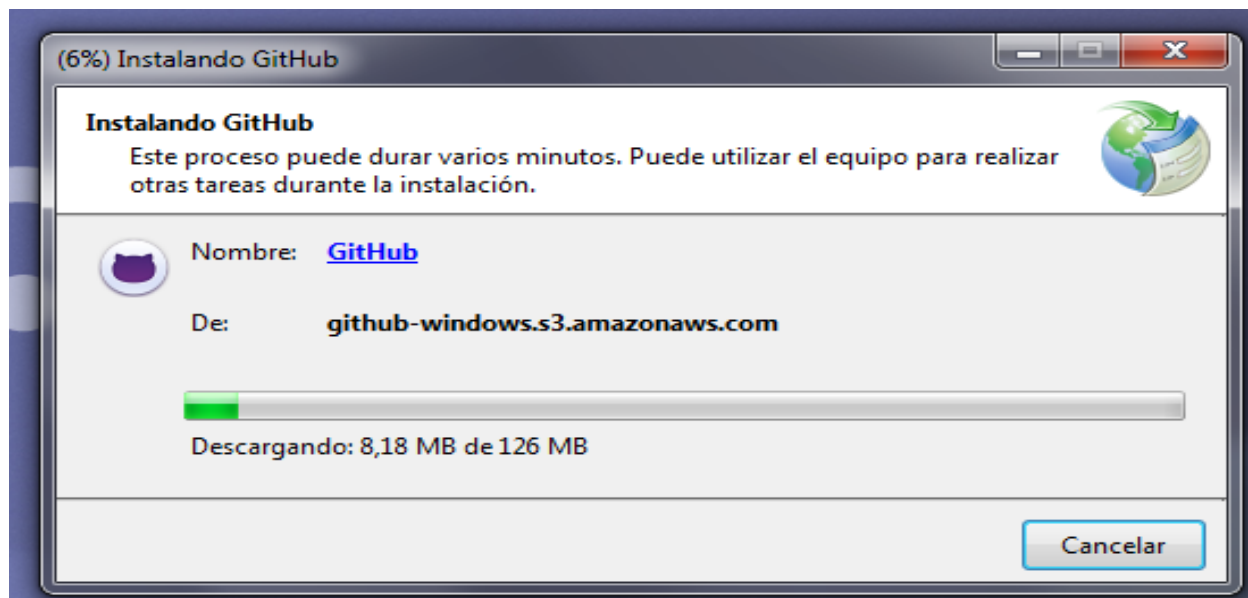 (6%) Instalando GitHub
Instalando GitHub
Este proceso puede durar varios minutos. Puede utilizar el equipo para realizar
otras tareas durante la instalación.
Nombre: GitHub
De: github-windows.s3.amazonaws.com
Descargando: 8,18 MB de 126 MB
Cancelar